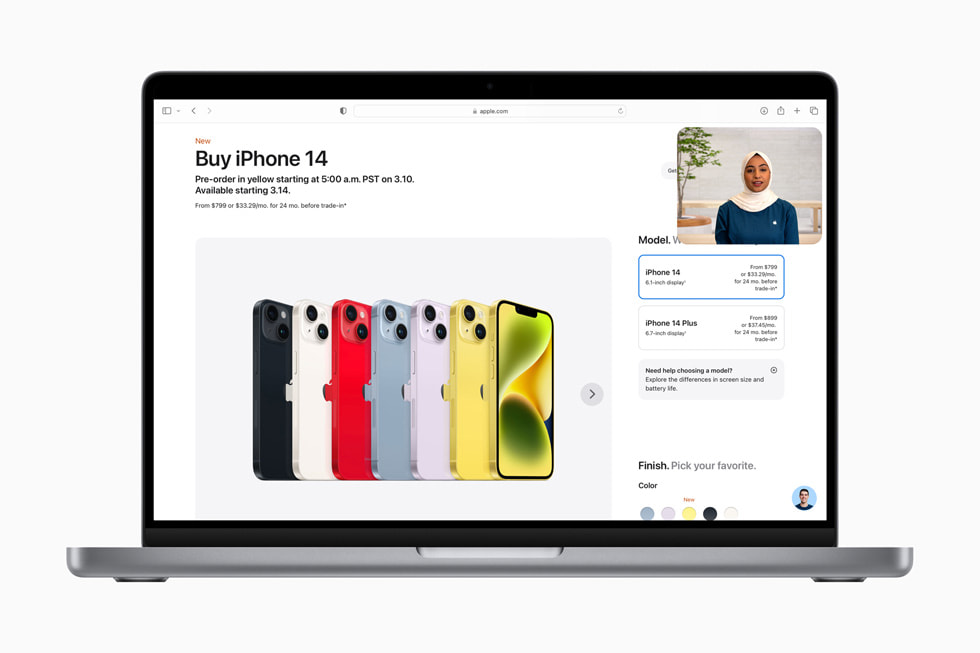 apple.com
New
Buy iPhone 14
Pre-order in yellow starting at 5:00 a.m. PST on 3.10.
Available starting 3.14.
From $799 or $33.29/mo. for 24 mo. before trade-in*
Model.
iPhone 14
6.1-inch display¹
From $799
or $33.29/mo.
for 24 mo. before
trade-in*
iPhone 14 Plus
6.7-inch display¹
From $899
or $37.45/mo.
for 24 mo. before
trade-in*
Need help choosing a model?
Explore the differences in screen size and
battery life.
Finish. Pick your favorite.
Color
New